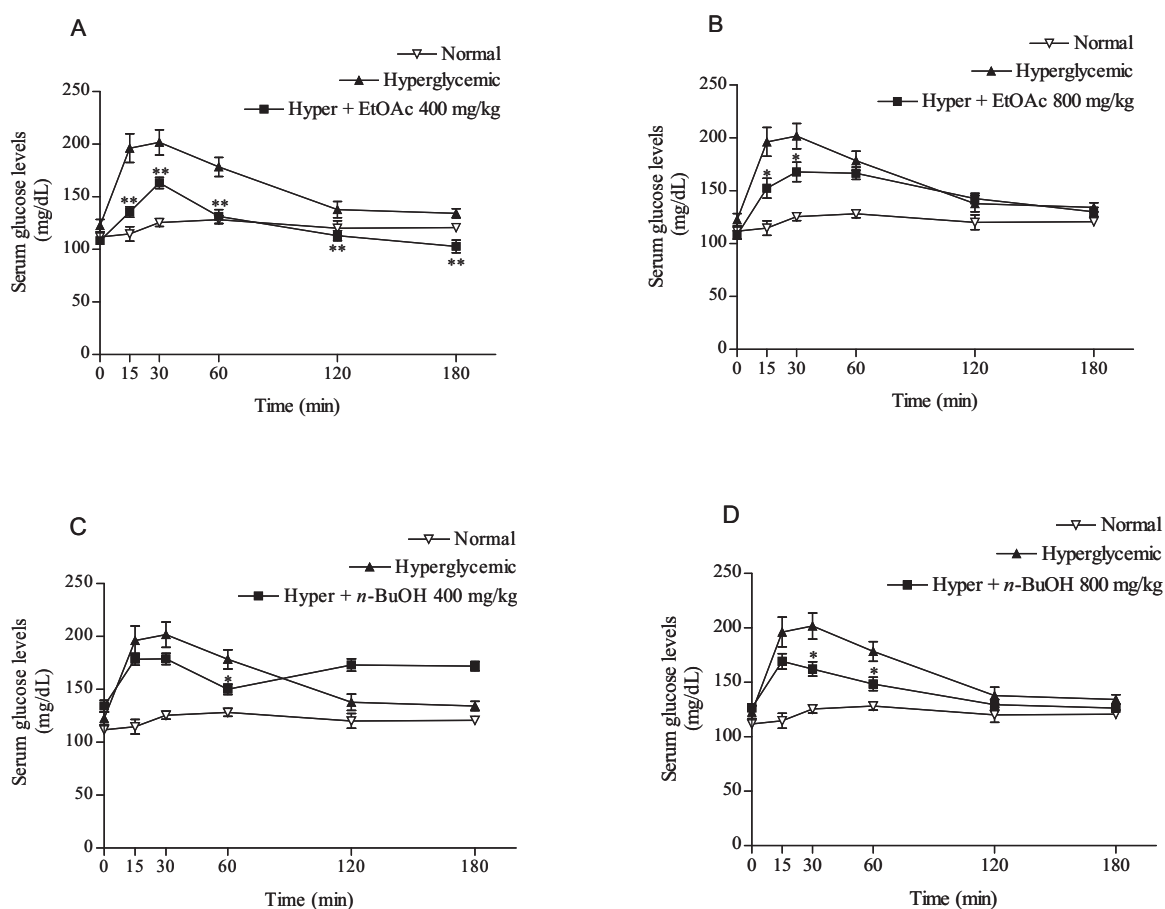 A
Normal
Hyperglycemic
Hyper + EtOAc 400 mg/kg
Serum glucose levels
(mg/dL)
250
200
150
100
50
0
**
**
**
**
**
0 15 30 60 120 180
Time (min)
B
Normal
Hyperglycemic
Hyper + EtOAc 800 mg/kg
Serum glucose levels
(mg/dL)
250
200
150
100
50
0
*
*
0 15 30 60 120 180
Time (min)
C
Normal
Hyperglycemic
Hyper + n-BuOH 400 mg/kg
Serum glucose levels
(mg/dL)
250
200
150
100
50
0
*
0 15 30 60 120 180
Time (min)
D
Normal
Hyperglycemic
Hyper + n-BuOH 800 mg/kg
Serum glucose levels
(mg/dL)
250
200
150
100
50
0
*
*
0 15 30 60 120 180
Time (min)